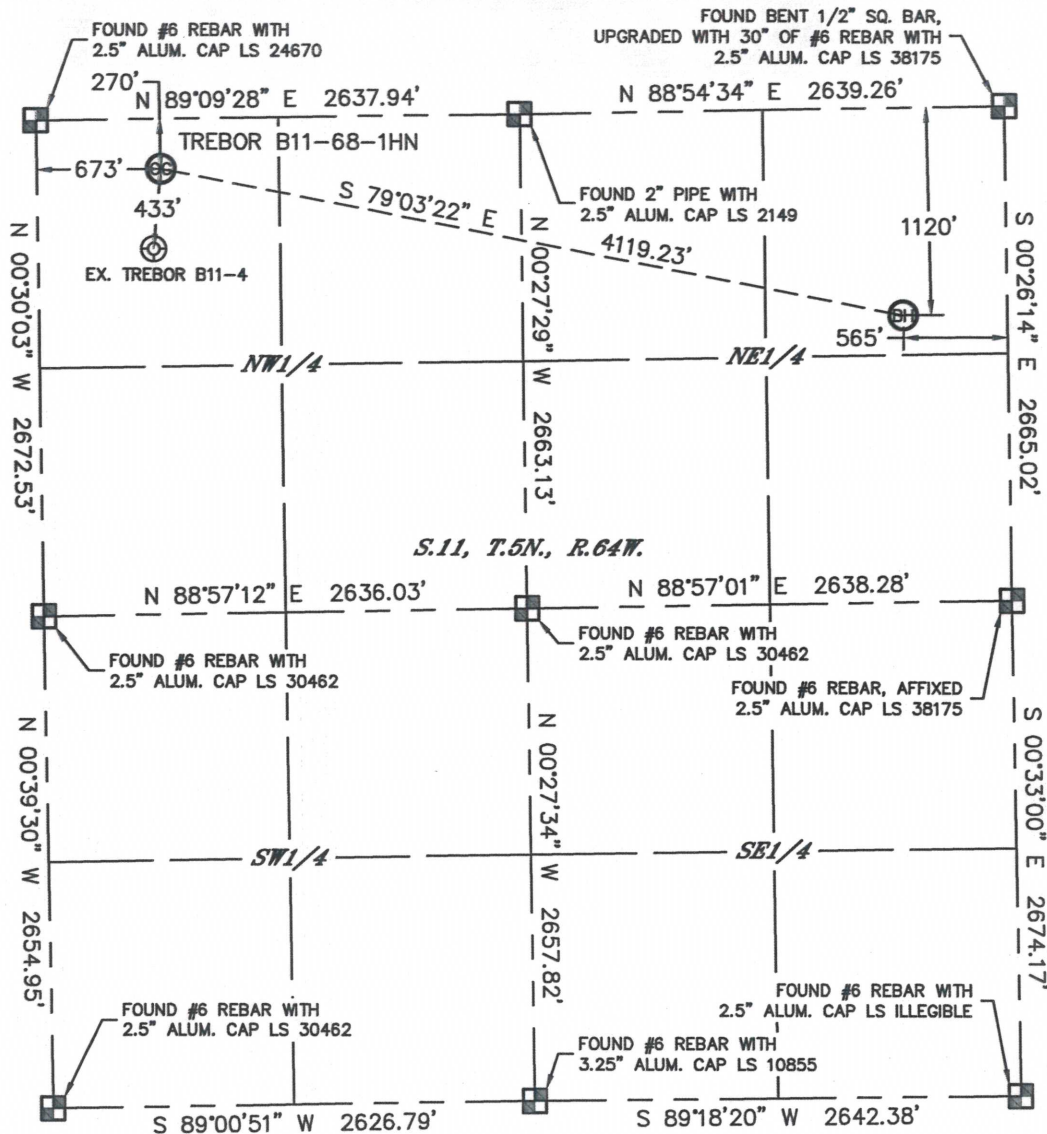 FOUND #6 REBAR WITH
2.5" ALUM. CAP LS 24670
FOUND BENT 1/2" SQ. BAR,
UPGRADED WITH 30" OF #6 REBAR WITH
2.5" ALUM. CAP LS 38175
270'
N 89°09'28" E 2637.94'
N 88°54'34" E 2639.26'
TREBOR B11-68-1HN
673'
433'
EX. TREBOR B11-4
S 79°03'22" E 4119.23'
FOUND 2" PIPE WITH
2.5" ALUM. CAP LS 2149
1120'
BH
565'
N 00°30'03" W 2672.53'
NW1/4
N 00°27'29" W 2663.13'
NE1/4
S 00°26'14" E 2665.02'
S.11, T.5N., R.64W.
N 88°57'12" E 2636.03'
N 88°57'01" E 2638.28'
FOUND #6 REBAR WITH
2.5" ALUM. CAP LS 30462
FOUND #6 REBAR WITH
2.5" ALUM. CAP LS 30462
FOUND #6 REBAR, AFFIXED
2.5" ALUM. CAP LS 38175
N 00°39'30" W 2654.95'
SW1/4
N 00°27'34" W 2657.82'
SE1/4
S 00°33'00" E 2674.17'
FOUND #6 REBAR WITH
2.5" ALUM. CAP LS 30462
FOUND #6 REBAR WITH
3.25" ALUM. CAP LS 10855
FOUND #6 REBAR WITH
2.5" ALUM. CAP LS ILLEGIBLE
S 89°00'51" W 2626.79'
S 89°18'20" W 2642.38'